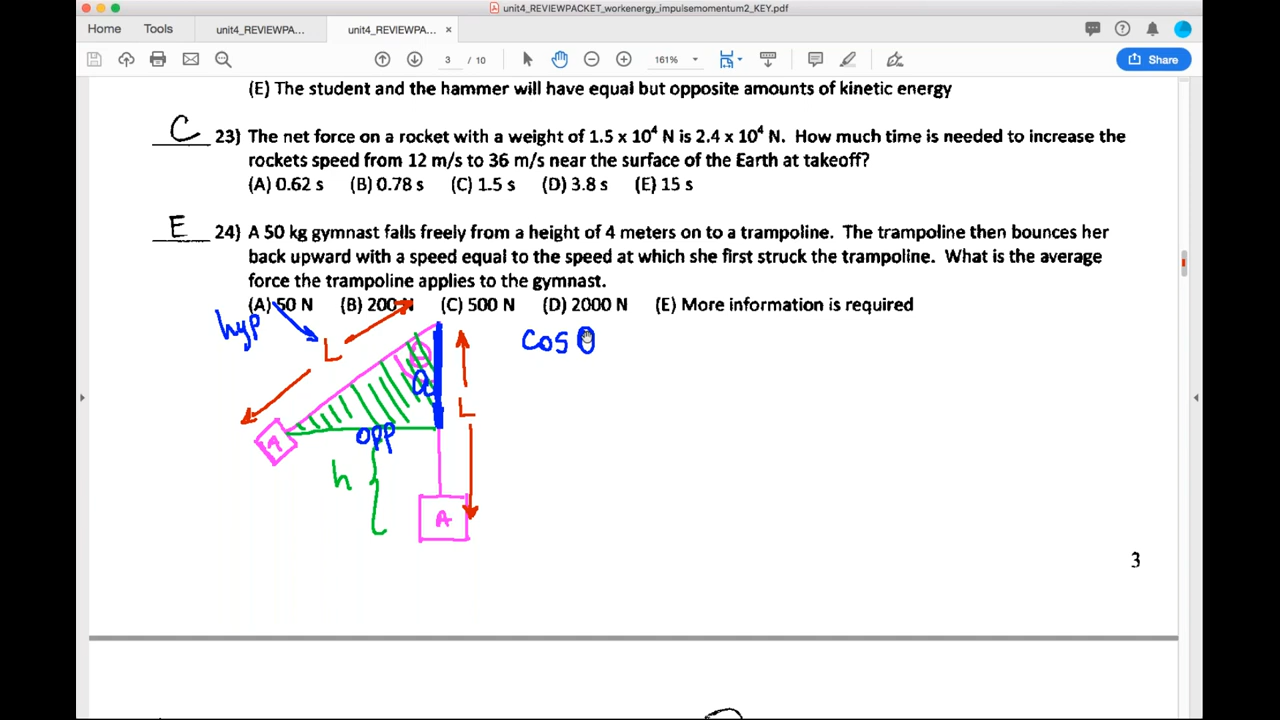 unit4_REVIEWPACKET_workenergy_impulsemomentum2_KEY.pdf
Home Tools unit4_REVIEWPA... unit4_REVIEWPA... ×
3 / 10 161% Share
(E) The student and the hammer will have equal but opposite amounts of kinetic energy
C 23) The net force on a rocket with a weight of 1.5 x 10⁴ N is 2.4 x 10⁴ N. How much time is needed to increase the
rockets speed from 12 m/s to 36 m/s near the surface of the Earth at takeoff?
(A) 0.62 s (B) 0.78 s (C) 1.5 s (D) 3.8 s (E) 15 s
E 24) A 50 kg gymnast falls freely from a height of 4 meters on to a trampoline. The trampoline then bounces her
back upward with a speed equal to the speed at which she first struck the trampoline. What is the average
force the trampoline applies to the gymnast.
(A) 50 N (B) 200 N (C) 500 N (D) 2000 N (E) More information is required
hyp
L
cos θ
θ
L
opp
h
A
3